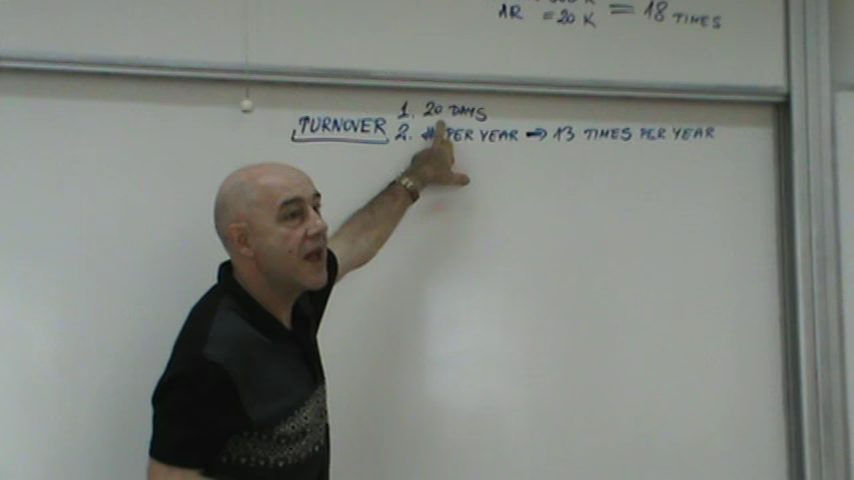 AR = 20 K = 18 TIMES
TURNOVER
1. 20 DAYS
2. # PER YEAR → 13 TIMES PER YEAR